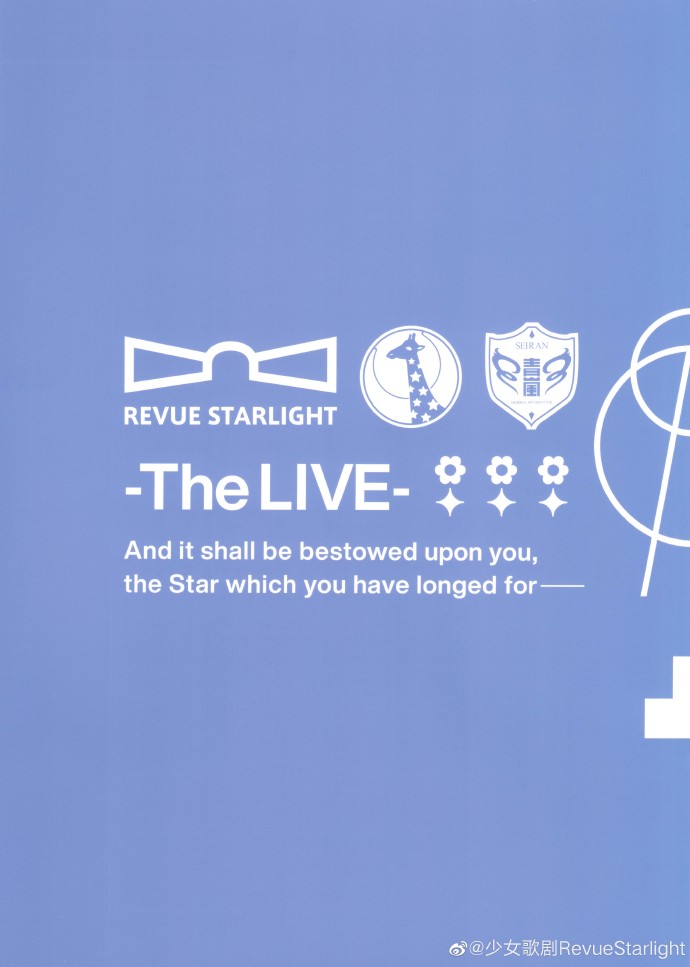 REVUE STARLIGHT
SEIRAN
青嵐
-The LIVE-
And it shall be bestowed upon you,
the Star which you have longed for——
@少女歌剧RevueStarlight